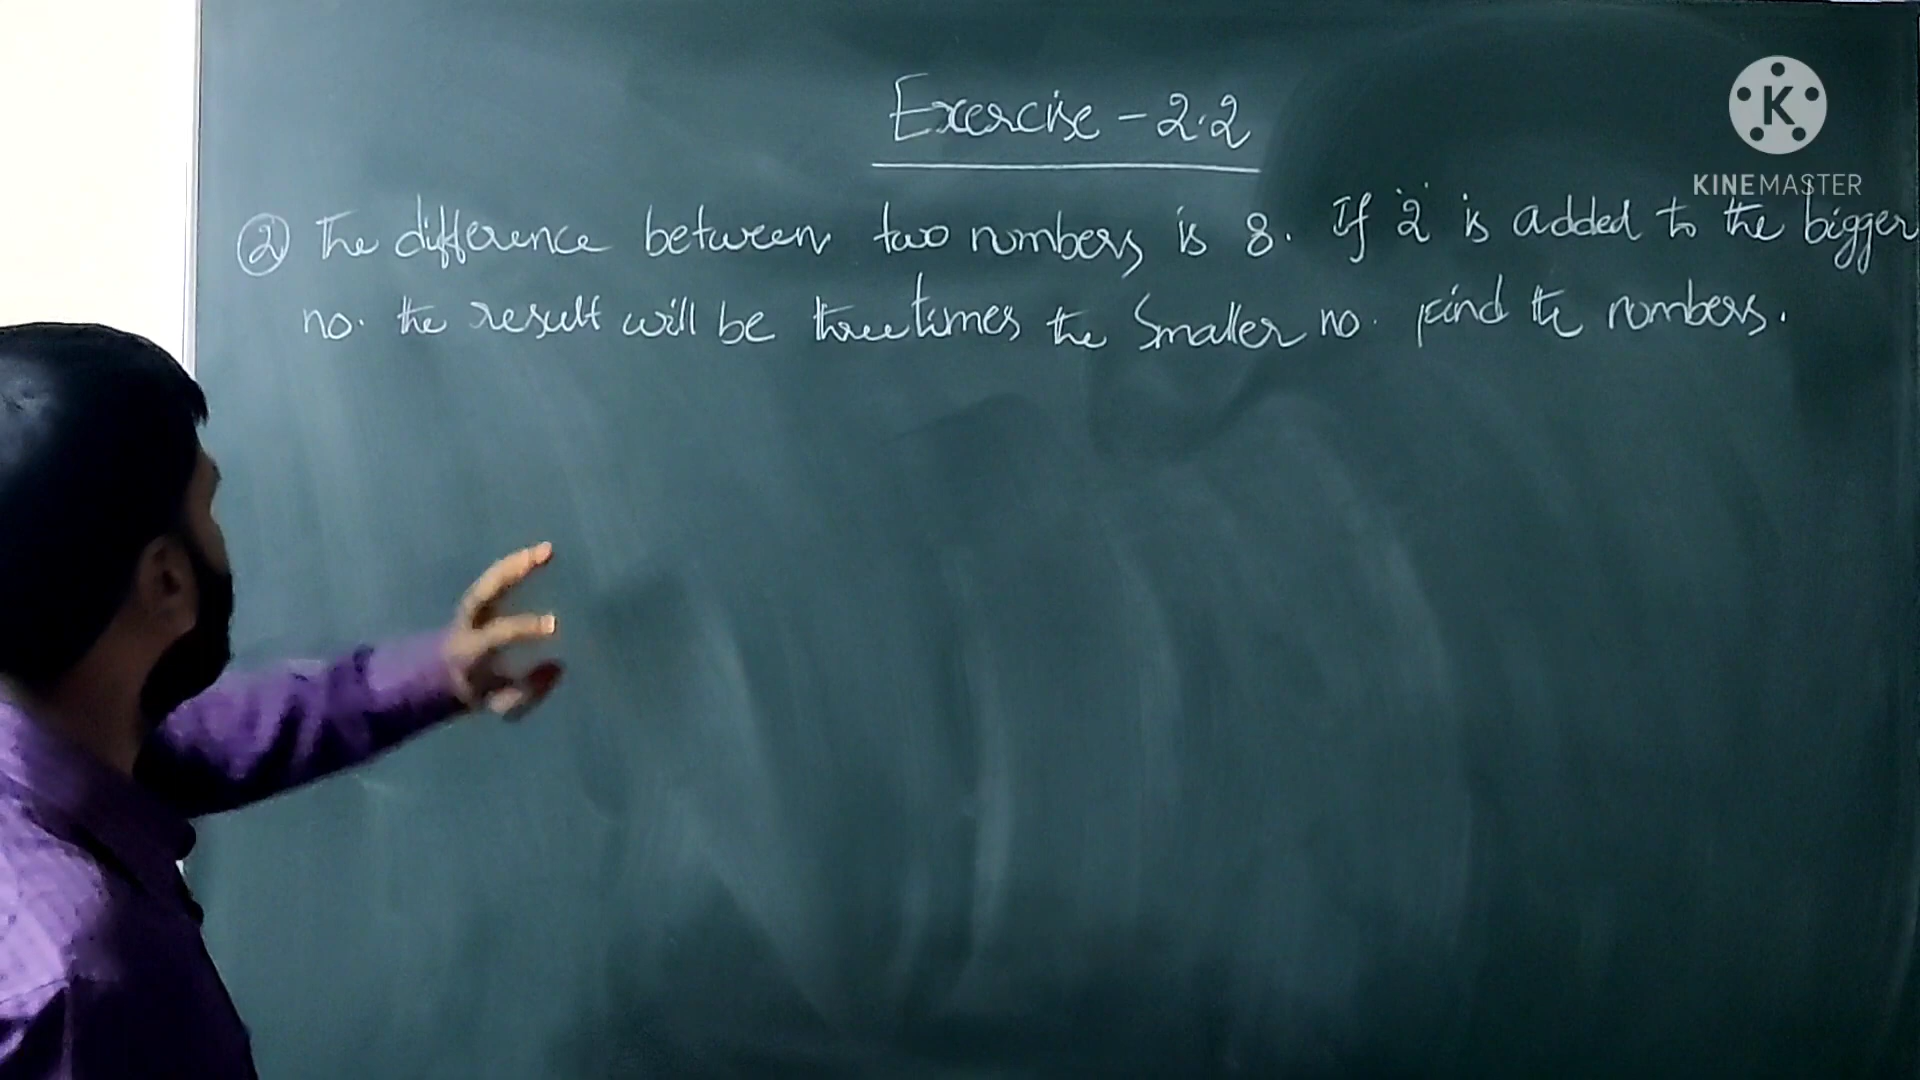 Exercise - 2.2
KINEMASTER
② The difference between two numbers is 8. If '2' is added to the bigger
no. the result will be three times the Smaller no. find the numbers.